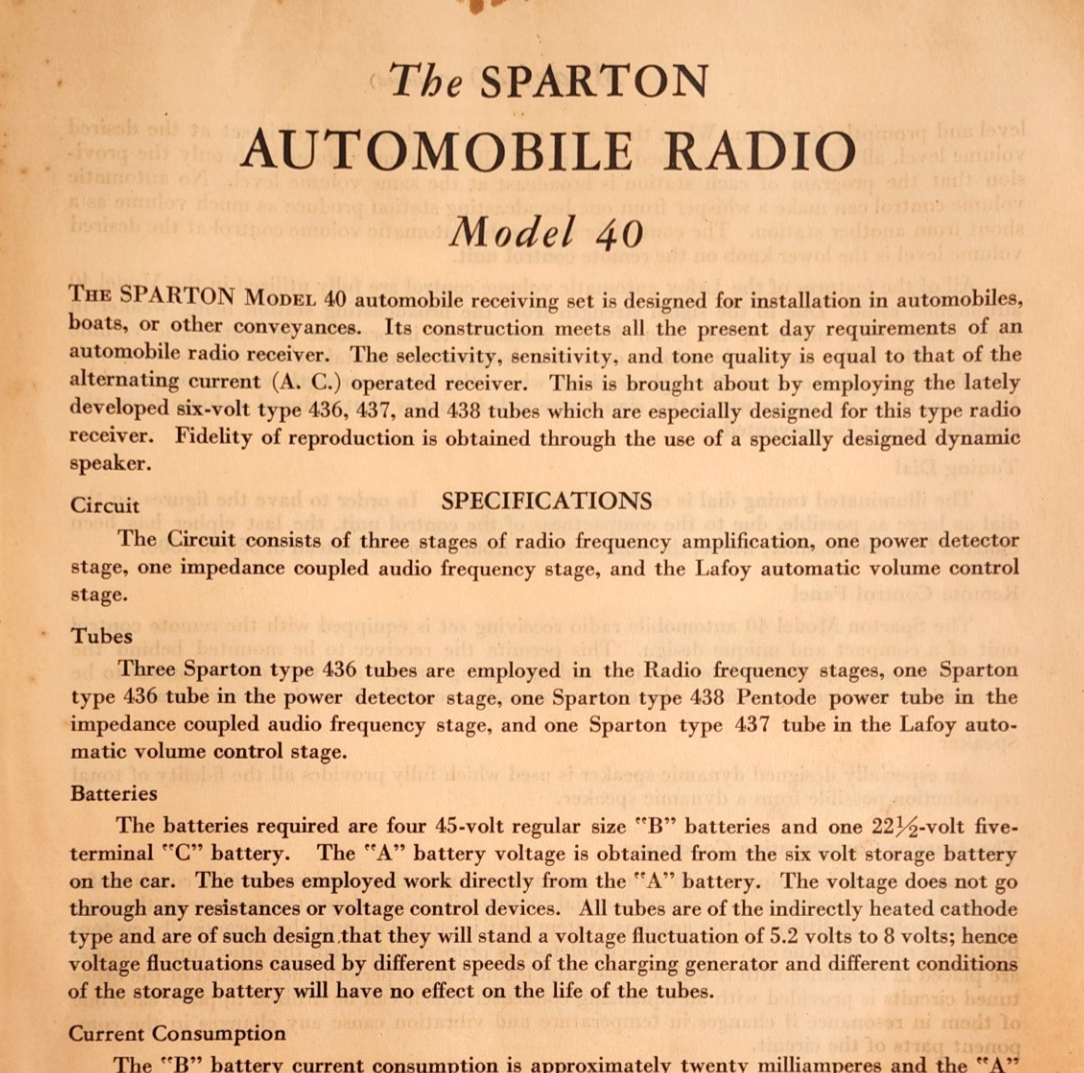 The SPARTON
AUTOMOBILE RADIO
Model 40
THE SPARTON MODEL 40 automobile receiving set is designed for installation in automobiles,
boats, or other conveyances. Its construction meets all the present day requirements of an
automobile radio receiver. The selectivity, sensitivity, and tone quality is equal to that of the
alternating current (A. C.) operated receiver. This is brought about by employing the lately
developed six-volt type 436, 437, and 438 tubes which are especially designed for this type radio
receiver. Fidelity of reproduction is obtained through the use of a specially designed dynamic
speaker.
SPECIFICATIONS
Circuit
The Circuit consists of three stages of radio frequency amplification, one power detector
stage, one impedance coupled audio frequency stage, and the Lafoy automatic volume control
stage.
Tubes
Three Sparton type 436 tubes are employed in the Radio frequency stages, one Sparton
type 436 tube in the power detector stage, one Sparton type 438 Pentode power tube in the
impedance coupled audio frequency stage, and one Sparton type 437 tube in the Lafoy auto-
matic volume control stage.
Batteries
The batteries required are four 45-volt regular size "B" batteries and one 22½-volt five-
terminal "C" battery. The "A" battery voltage is obtained from the six volt storage battery
on the car. The tubes employed work directly from the "A" battery. The voltage does not go
through any resistances or voltage control devices. All tubes are of the indirectly heated cathode
type and are of such design that they will stand a voltage fluctuation of 5.2 volts to 8 volts; hence
voltage fluctuations caused by different speeds of the charging generator and different conditions
of the storage battery will have no effect on the life of the tubes.
Current Consumption
The "B" battery current consumption is approximately twenty milliamperes and the "A"